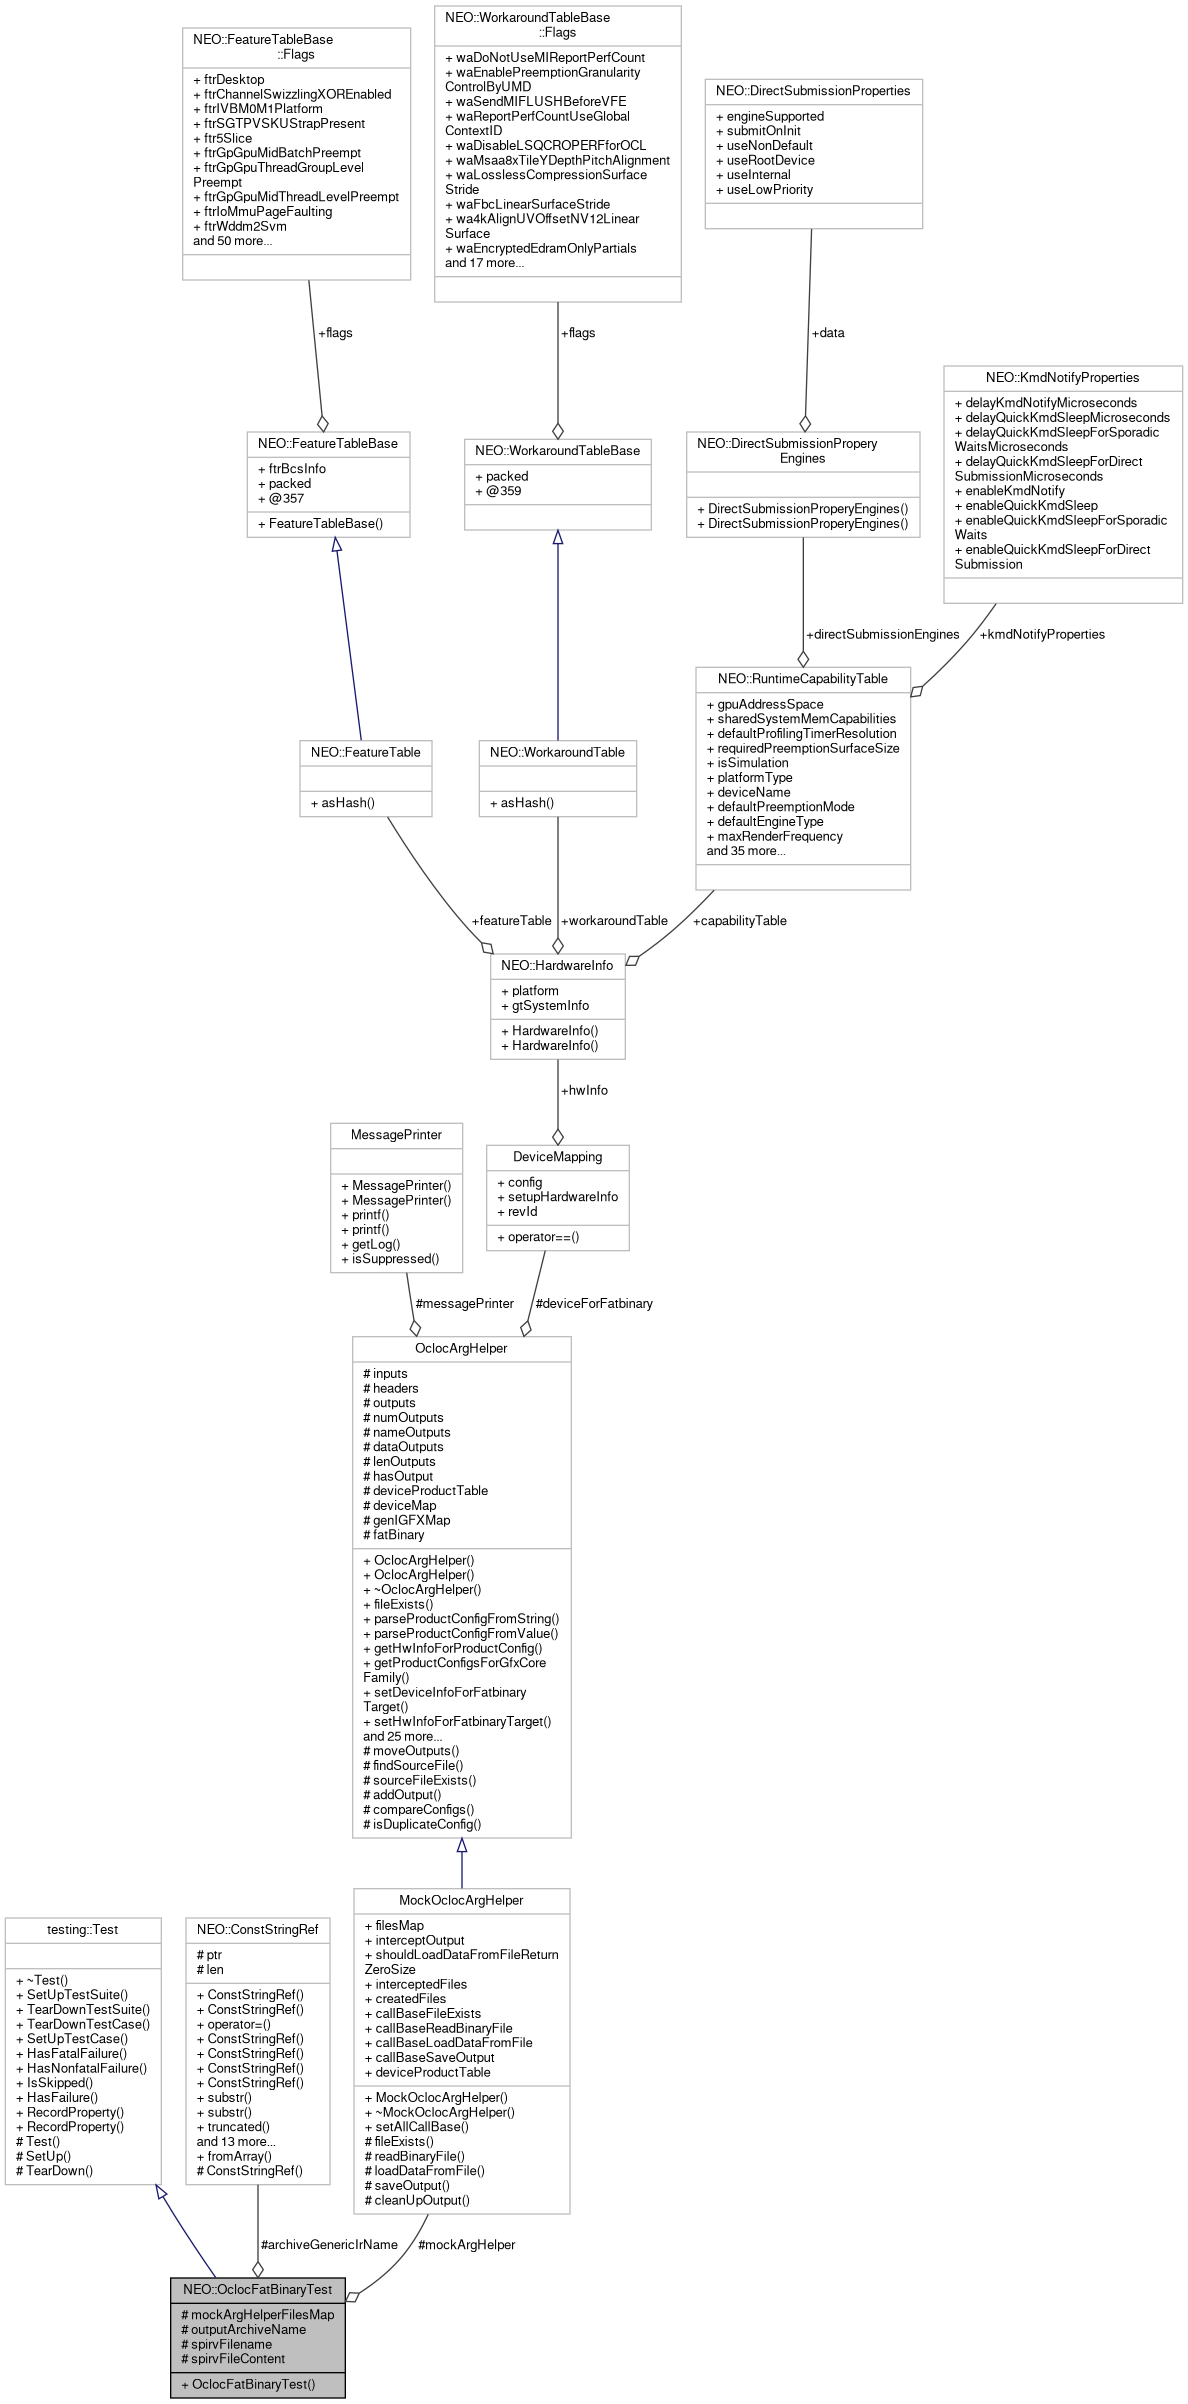 NEO::FeatureTableBase
::Flags
+ ftrDesktop
+ ftrChannelSwizzlingXOREnabled
+ ftrIVBM0M1Platform
+ ftrSGTPVSKUStrapPresent
+ ftr5Slice
+ ftrGpGpuMidBatchPreempt
+ ftrGpGpuThreadGroupLevel
Preempt
+ ftrGpGpuMidThreadLevelPreempt
+ ftrIoMmuPageFaulting
+ ftrWddm2Svm
and 50 more...
NEO::WorkaroundTableBase
::Flags
+ waDoNotUseMIReportPerfCount
+ waEnablePreemptionGranularity
ControlByUMD
+ waSendMIFLUSHBeforeVFE
+ waReportPerfCountUseGlobal
ContextID
+ waDisableLSQCROPERFforOCL
+ waMsaa8xTileYDepthPitchAlignment
+ waLosslessCompressionSurface
Stride
+ waFbcLinearSurfaceStride
+ wa4kAlignUVOffsetNV12Linear
Surface
+ waEncryptedEdramOnlyPartials
and 17 more...
NEO::DirectSubmissionProperties
+ engineSupported
+ submitOnInit
+ useNonDefault
+ useRootDevice
+ useInternal
+ useLowPriority
+flags
+flags
+data
NEO::KmdNotifyProperties
+ delayKmdNotifyMicroseconds
+ delayQuickKmdSleepMicroseconds
+ delayQuickKmdSleepForSporadic
WaitsMicroseconds
+ delayQuickKmdSleepForDirect
SubmissionMicroseconds
+ enableKmdNotify
+ enableQuickKmdSleep
+ enableQuickKmdSleepForSporadic
Waits
+ enableQuickKmdSleepForDirect
Submission
NEO::FeatureTableBase
+ ftrBcsInfo
+ packed
+ @357
+ FeatureTableBase()
NEO::WorkaroundTableBase
+ packed
+ @359
NEO::DirectSubmissionPropery
Engines
+ DirectSubmissionProperyEngines()
+ DirectSubmissionProperyEngines()
+directSubmissionEngines
+kmdNotifyProperties
NEO::FeatureTable
+ asHash()
NEO::WorkaroundTable
+ asHash()
NEO::RuntimeCapabilityTable
+ gpuAddressSpace
+ sharedSystemMemCapabilities
+ defaultProfilingTimerResolution
+ requiredPreemptionSurfaceSize
+ isSimulation
+ platformType
+ deviceName
+ defaultPreemptionMode
+ defaultEngineType
+ maxRenderFrequency
and 35 more...
+featureTable
+workaroundTable
+capabilityTable
NEO::HardwareInfo
+ platform
+ gtSystemInfo
+ HardwareInfo()
+ HardwareInfo()
+hwInfo
MessagePrinter
+ MessagePrinter()
+ MessagePrinter()
+ printf()
+ printf()
+ getLog()
+ isSuppressed()
DeviceMapping
+ config
+ setupHardwareInfo
+ revId
+ operator==()
#messagePrinter
#deviceForFatbinary
OclocArgHelper
# inputs
# headers
# outputs
# numOutputs
# nameOutputs
# dataOutputs
# lenOutputs
# hasOutput
# deviceProductTable
# deviceMap
# genIGFXMap
# fatBinary
+ OclocArgHelper()
+ OclocArgHelper()
+ ~OclocArgHelper()
+ fileExists()
+ parseProductConfigFromString()
+ parseProductConfigFromValue()
+ getHwInfoForProductConfig()
+ getProductConfigsForGfxCore
Family()
+ setDeviceInfoForFatbinary
Target()
+ setHwInfoForFatbinaryTarget()
and 25 more...
# moveOutputs()
# findSourceFile()
# sourceFileExists()
# addOutput()
# compareConfigs()
# isDuplicateConfig()
testing::Test
+ ~Test()
+ SetUpTestSuite()
+ TearDownTestSuite()
+ TearDownTestCase()
+ SetUpTestCase()
+ HasFatalFailure()
+ HasNonfatalFailure()
+ IsSkipped()
+ HasFailure()
+ RecordProperty()
+ RecordProperty()
# Test()
# SetUp()
# TearDown()
NEO::ConstStringRef
# ptr
# len
+ ConstStringRef()
+ ConstStringRef()
+ operator=()
+ ConstStringRef()
+ ConstStringRef()
+ ConstStringRef()
+ ConstStringRef()
+ substr()
+ substr()
+ truncated()
and 13 more...
+ fromArray()
# ConstStringRef()
MockOclocArgHelper
+ filesMap
+ interceptOutput
+ shouldLoadDataFromFileReturn
ZeroSize
+ interceptedFiles
+ createdFiles
+ callBaseFileExists
+ callBaseReadBinaryFile
+ callBaseLoadDataFromFile
+ callBaseSaveOutput
+ deviceProductTable
+ MockOclocArgHelper()
+ ~MockOclocArgHelper()
+ setAllCallBase()
# fileExists()
# readBinaryFile()
# loadDataFromFile()
# saveOutput()
# cleanUpOutput()
#archiveGenericIrName
#mockArgHelper
NEO::OclocFatBinaryTest
# mockArgHelperFilesMap
# outputArchiveName
# spirvFilename
# spirvFileContent
+ OclocFatBinaryTest()